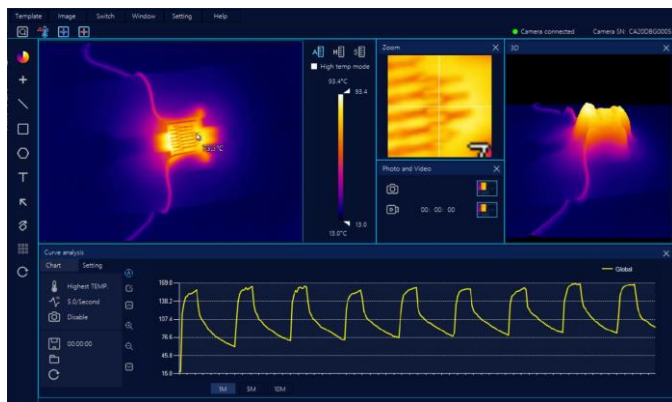 Template Image Switch Window Setting Help
Camera connected Camera SN: CA20DBG0005
A H S
High temp mode
93.4°C
93.4
13.0
13.0°C
Zoom
3D
Photo and Video
00: 00: 00
Curve analysis
Chart Setting
Highest TEMP.
5.0/Second
Disable
00:00:00
Global
169.0
138.2
107.4
76.6
45.8
15.0
1M 5M 10M